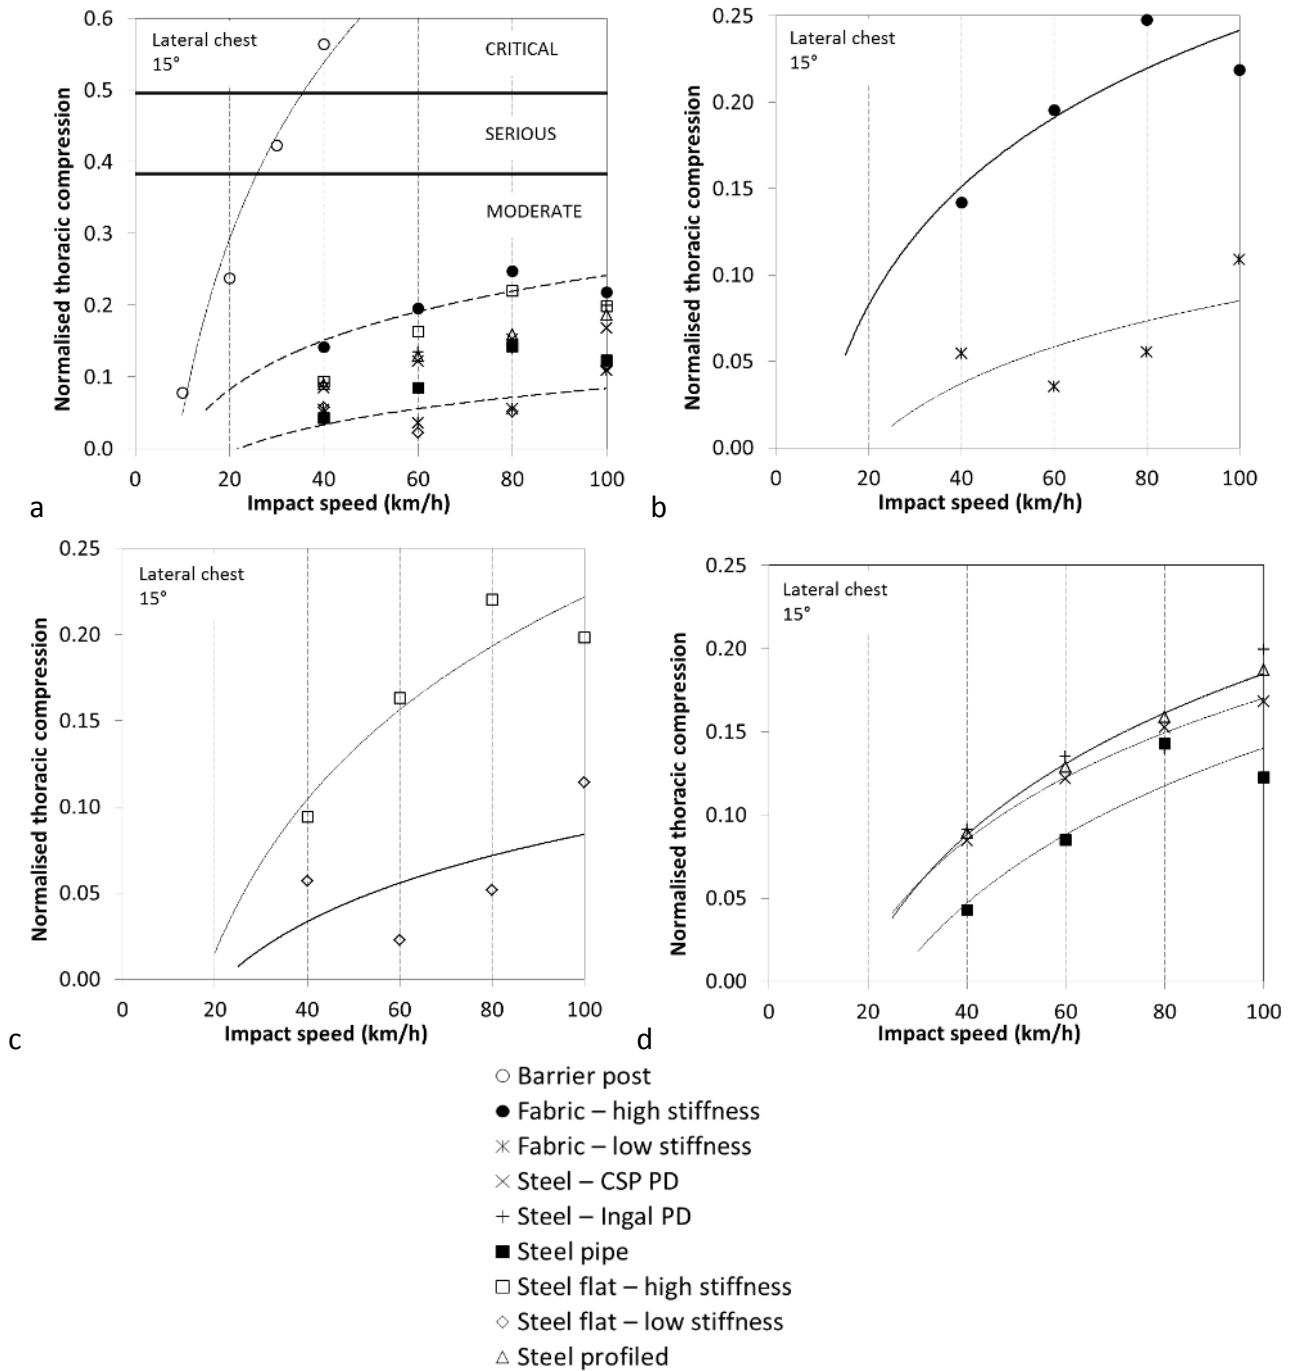 Normalised thoracic compression
0.6
0.5
0.4
0.3
0.2
0.1
0.0
Lateral chest
15°
CRITICAL
SERIOUS
MODERATE
0 20 40 60 80 100
Impact speed (km/h)
a
Normalised thoracic compression
0.25
0.20
0.15
0.10
0.05
0.00
Lateral chest
15°
0 20 40 60 80 100
Impact speed (km/h)
b
Normalised thoracic compression
0.25
0.20
0.15
0.10
0.05
0.00
Lateral chest
15°
0 20 40 60 80 100
Impact speed (km/h)
c
Normalised thoracic compression
0.25
0.20
0.15
0.10
0.05
0.00
Lateral chest
15°
0 20 40 60 80 100
Impact speed (km/h)
d
Barrier post
Fabric – high stiffness
Fabric – low stiffness
Steel – CSP PD
Steel – Ingal PD
Steel pipe
Steel flat – high stiffness
Steel flat – low stiffness
Steel profiled